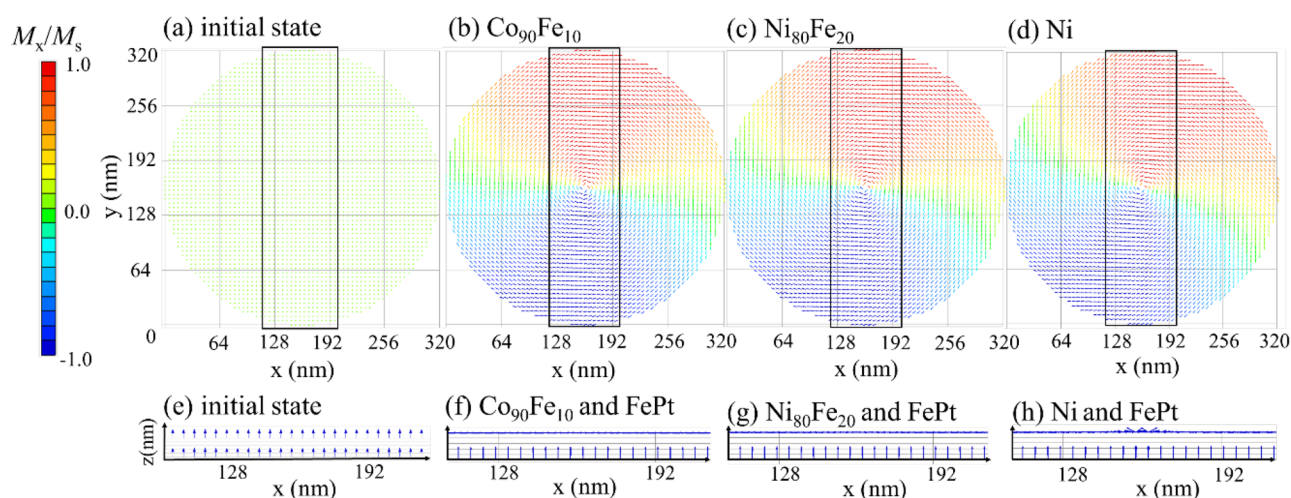 (a) initial state
(b) Co90Fe10
(c) Ni80Fe20
(d) Ni
Mx/Ms
1.0
0.0
-1.0
y (nm)
320
256
192
128
64
0
64 128 192 256 320
x (nm)
64 128 192 256 320
x (nm)
64 128 192 256 320
x (nm)
64 128 192 256 320
x (nm)
(e) initial state
(f) Co90Fe10 and FePt
(g) Ni80Fe20 and FePt
(h) Ni and FePt
z(nm)
128 192
x (nm)
128 192
x (nm)
128 192
x (nm)
128 192
x (nm)